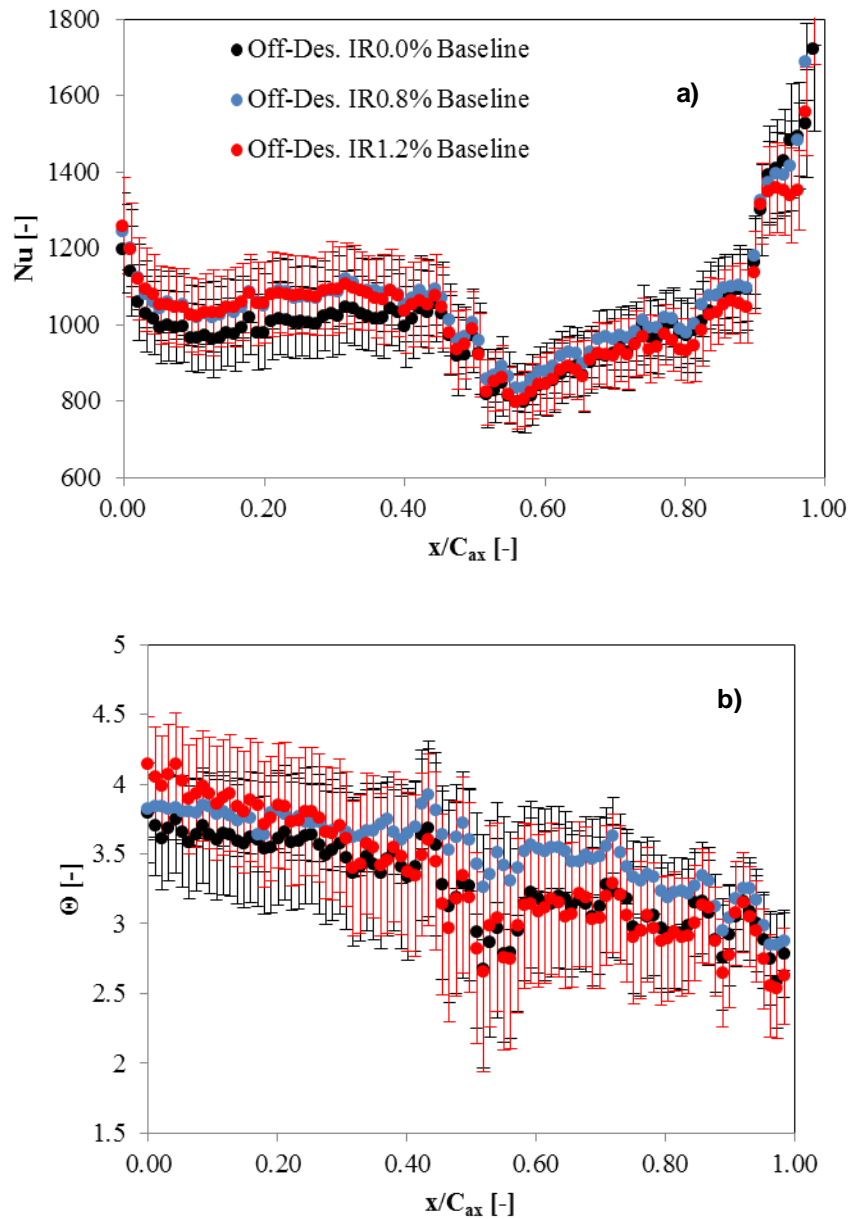 1800
1600
1400
1200
1000
800
600
Nu [-]
Off-Des. IR0.0% Baseline
Off-Des. IR0.8% Baseline
Off-Des. IR1.2% Baseline
a)
0.00 0.20 0.40 0.60 0.80 1.00
x/Cax [-]
5
4.5
4
3.5
3
2.5
2
1.5
Θ [-]
b)
0.00 0.20 0.40 0.60 0.80 1.00
x/Cax [-]